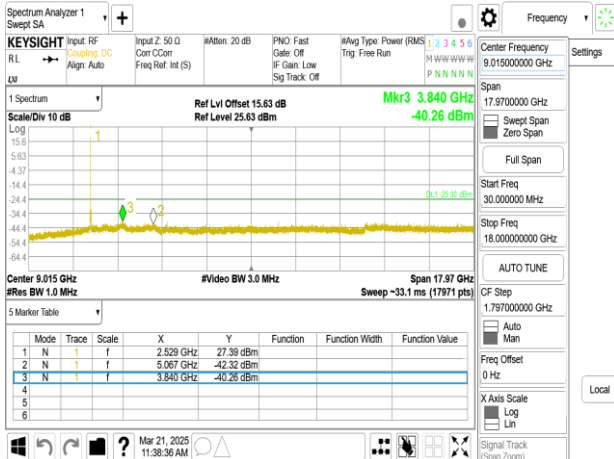 Spectrum Analyzer 1
Swept SA
KEYSIGHT
RL
Input: RF
Coupling: DC
Align: Auto
Input Z: 50 Ω
Corr CCorr
Freq Ref: Int (S)
#Atten: 20 dB
PNO: Fast
Gate: Off
IF Gain: Low
Sig Track: Off
#Avg Type: Power (RMS
Trig: Free Run
1 2 3 4 5 6
M W W W W W
P N N N N N
1 Spectrum
Scale/Div 10 dB
Ref Lvl Offset 15.63 dB
Ref Level 25.63 dBm
Mkr3 3.840 GHz
-40.26 dBm
Log
15.6
5.63
-4.37
-14.4
-24.4
-34.4
-44.4
-54.4
-64.4
1
3
2
DL1 -25.00 dBm
Center 9.015 GHz
#Res BW 1.0 MHz
#Video BW 3.0 MHz
Span 17.97 GHz
Sweep ~33.1 ms (17971 pts)
5 Marker Table
Mode Trace Scale X Y Function Function Width Function Value
1 N 1 f 2.529 GHz 27.39 dBm
2 N 1 f 5.067 GHz -42.32 dBm
3 N 1 f 3.840 GHz -40.26 dBm
4
5
6
Mar 21, 2025
11:38:36 AM
Frequency
Settings
Center Frequency
9.015000000 GHz
Span
17.9700000 GHz
Swept Span
Zero Span
Full Span
Start Freq
30.000000 MHz
Stop Freq
18.000000000 GHz
AUTO TUNE
CF Step
1.797000000 GHz
Auto
Man
Freq Offset
0 Hz
X Axis Scale
Log
Lin
Signal Track
(Span Zoom)
Local